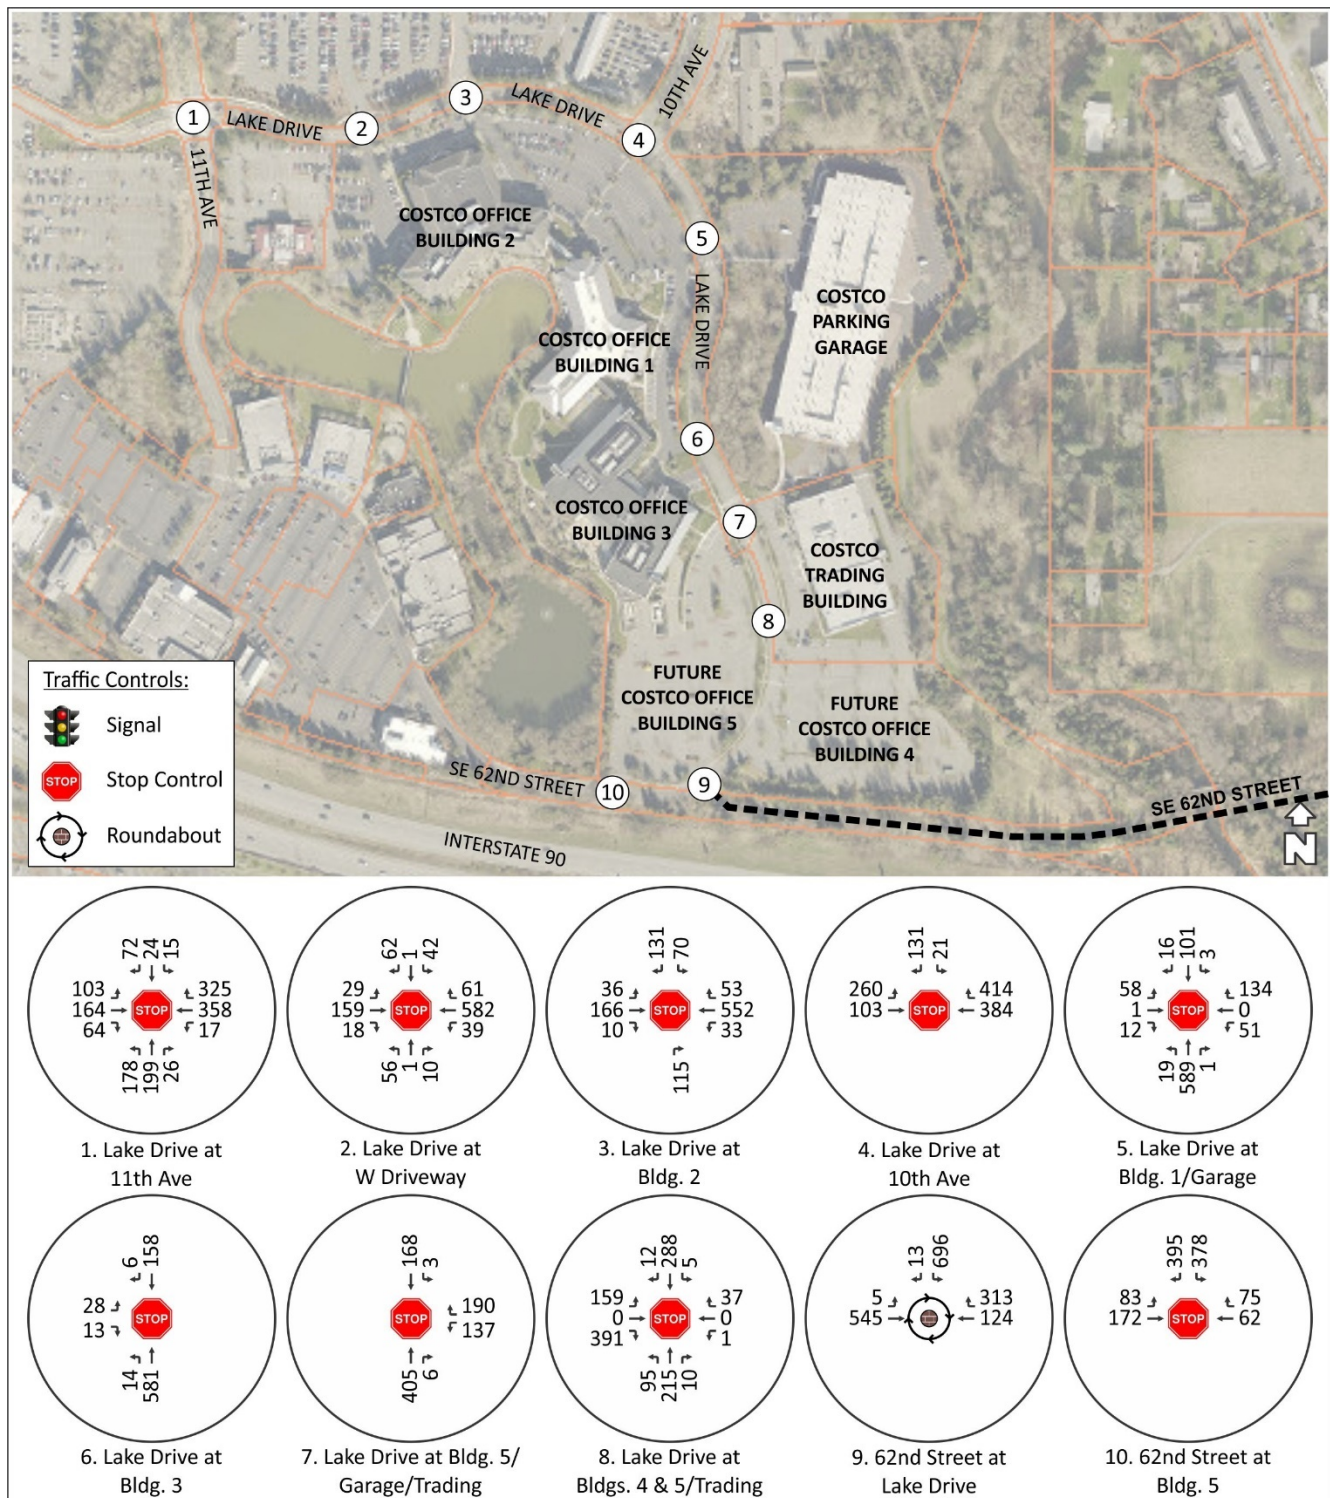 LAKE DRIVE
10TH AVE
LAKE DRIVE
11TH AVE
1
2
3
4
5
6
7
8
9
10
COSTCO OFFICE
BUILDING 2
COSTCO OFFICE
BUILDING 1
LAKE DRIVE
COSTCO
PARKING
GARAGE
COSTCO OFFICE
BUILDING 3
COSTCO
TRADING
BUILDING
FUTURE
COSTCO OFFICE
BUILDING 5
FUTURE
COSTCO OFFICE
BUILDING 4
SE 62ND STREET
SE 62ND STREET
INTERSTATE 90
N
Traffic Controls:
Signal
STOP
Stop Control
Roundabout
72 24 15
103 325
164 STOP 358
64 17
178 199 26
1. Lake Drive at
11th Ave
62 1 42
29 61
159 STOP 582
18 39
56 1 10
2. Lake Drive at
W Driveway
131 70
36 53
166 STOP 552
10 33
115
3. Lake Drive at
Bldg. 2
131 21
260 414
103 STOP 384
4. Lake Drive at
10th Ave
16 101 3
58 134
1 STOP 0
12 51
19 589 1
5. Lake Drive at
Bldg. 1/Garage
6 158
28 STOP
13
14 581
6. Lake Drive at
Bldg. 3
168 3
STOP 190
137
405 6
7. Lake Drive at Bldg. 5/
Garage/Trading
12 288 5
159 37
0 STOP 0
391 1
95 215 10
8. Lake Drive at
Bldgs. 4 & 5/Trading
13 696
5 313
545 124
9. 62nd Street at
Lake Drive
395 378
83 75
172 STOP 62
10. 62nd Street at
Bldg. 5